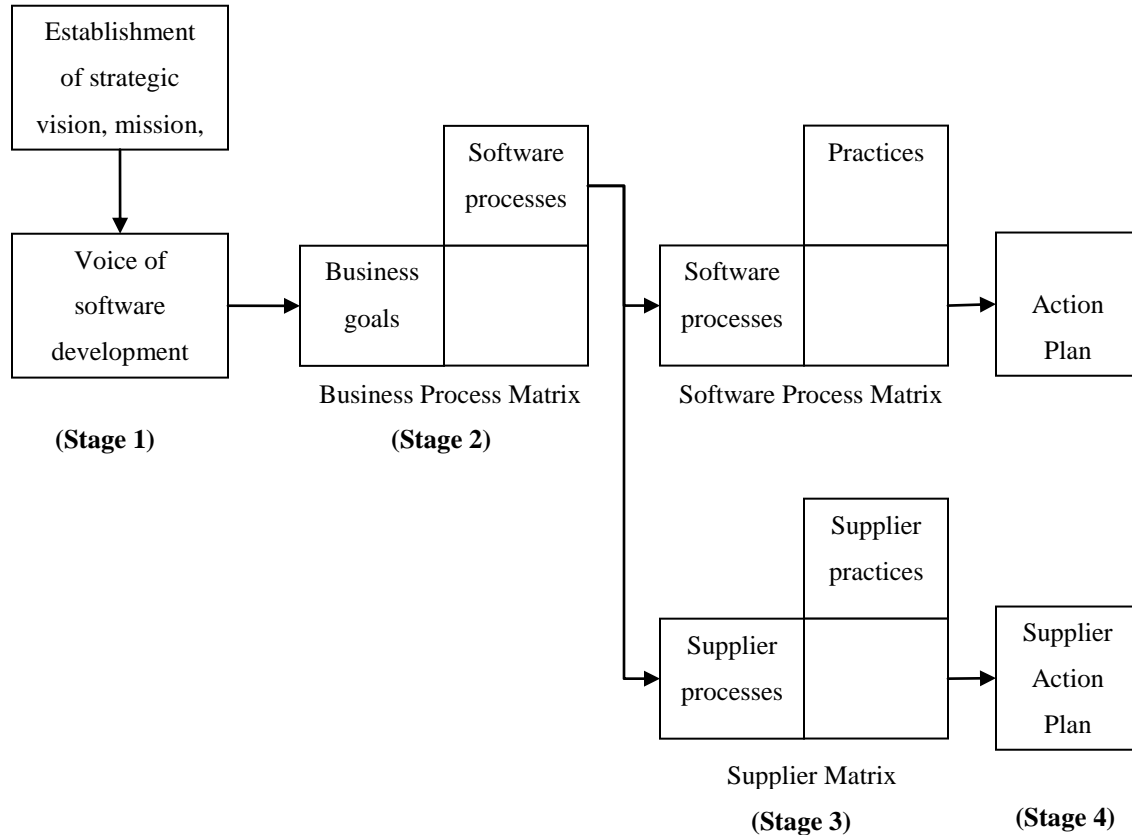 Establishment
of strategic
vision, mission,
Voice of
software
development
(Stage 1)
Software
processes
Business
goals
Business Process Matrix
(Stage 2)
Practices
Software
processes
Software Process Matrix
Action
Plan
Supplier
practices
Supplier
processes
Supplier Matrix
(Stage 3)
Supplier
Action
Plan
(Stage 4)